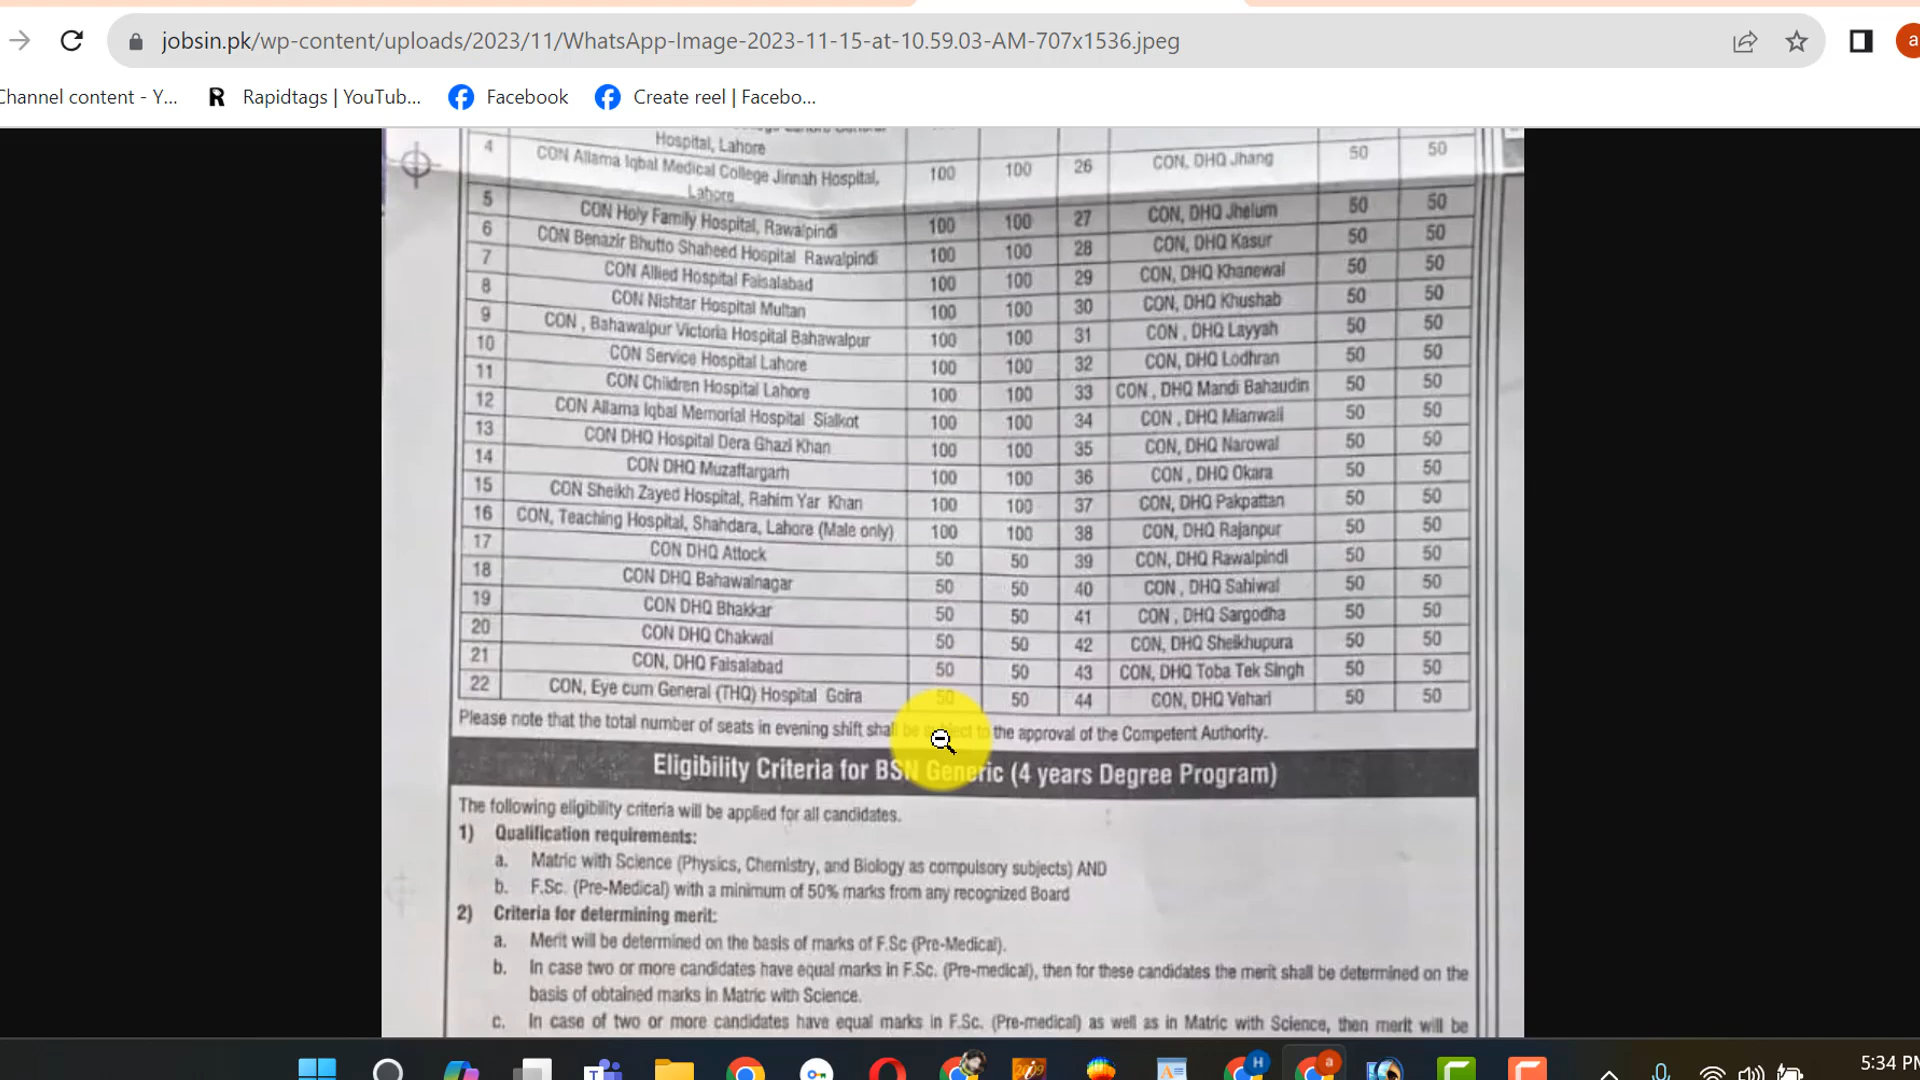 jobsin.pk/wp-content/uploads/2023/11/WhatsApp-Image-2023-11-15-at-10.59.03-AM-707x1536.jpeg
Channel content - Y...
Rapidtags | YouTub...
Facebook
Create reel | Facebo...
Hospital, Lahore
4 CON Allama Iqbal Medical College Jinnah Hospital, Lahore 100 100 26 CON, DHQ Jhang 50 50
5 CON Holy Family Hospital, Rawalpindi 100 100 27 CON, DHQ Jhelum 50 50
6 CON Benazir Bhutto Shaheed Hospital Rawalpindi 100 100 28 CON, DHQ Kasur 50 50
7 CON Allied Hospital Faisalabad 100 100 29 CON, DHQ Khanewal 50 50
8 CON Nishtar Hospital Multan 100 100 30 CON, DHQ Khushab 50 50
9 CON , Bahawalpur Victoria Hospital Bahawalpur 100 100 31 CON , DHQ Layyah 50 50
10 CON Service Hospital Lahore 100 100 32 CON, DHQ Lodhran 50 50
11 CON Children Hospital Lahore 100 100 33 CON , DHQ Mandi Bahaudin 50 50
12 CON Allama Iqbal Memorial Hospital Sialkot 100 100 34 CON , DHQ Mianwali 50 50
13 CON DHQ Hospital Dera Ghazi Khan 100 100 35 CON, DHQ Narowal 50 50
14 CON DHQ Muzaffargarh 100 100 36 CON , DHQ Okara 50 50
15 CON Sheikh Zayed Hospital, Rahim Yar Khan 100 100 37 CON, DHQ Pakpattan 50 50
16 CON, Teaching Hospital, Shahdara, Lahore (Male only) 100 100 38 CON, DHQ Rajanpur 50 50
17 CON DHQ Attock 50 50 39 CON, DHQ Rawalpindi 50 50
18 CON DHQ Bahawalnagar 50 50 40 CON , DHQ Sahiwal 50 50
19 CON DHQ Bhakkar 50 50 41 CON , DHQ Sargodha 50 50
20 CON DHQ Chakwal 50 50 42 CON, DHQ Sheikhupura 50 50
21 CON, DHQ Faisalabad 50 50 43 CON, DHQ Toba Tek Singh 50 50
22 CON, Eye cum General (THQ) Hospital Gojra 50 50 44 CON, DHQ Vehari 50 50
Please note that the total number of seats in evening shift shall be subject to the approval of the Competent Authority.
Eligibility Criteria for BSN Generic (4 years Degree Program)
The following eligibility criteria will be applied for all candidates.
1) Qualification requirements:
a. Matric with Science (Physics, Chemistry, and Biology as compulsory subjects) AND
b. F.Sc. (Pre-Medical) with a minimum of 50% marks from any recognized Board
2) Criteria for determining merit:
a. Merit will be determined on the basis of marks of F.Sc (Pre-Medical).
b. In case two or more candidates have equal marks in F.Sc. (Pre-medical), then for these candidates the merit shall be determined on the
basis of obtained marks in Matric with Science.
c. In case of two or more candidates have equal marks in F.Sc. (Pre-medical) as well as in Matric with Science, then merit will be
5:34 PM